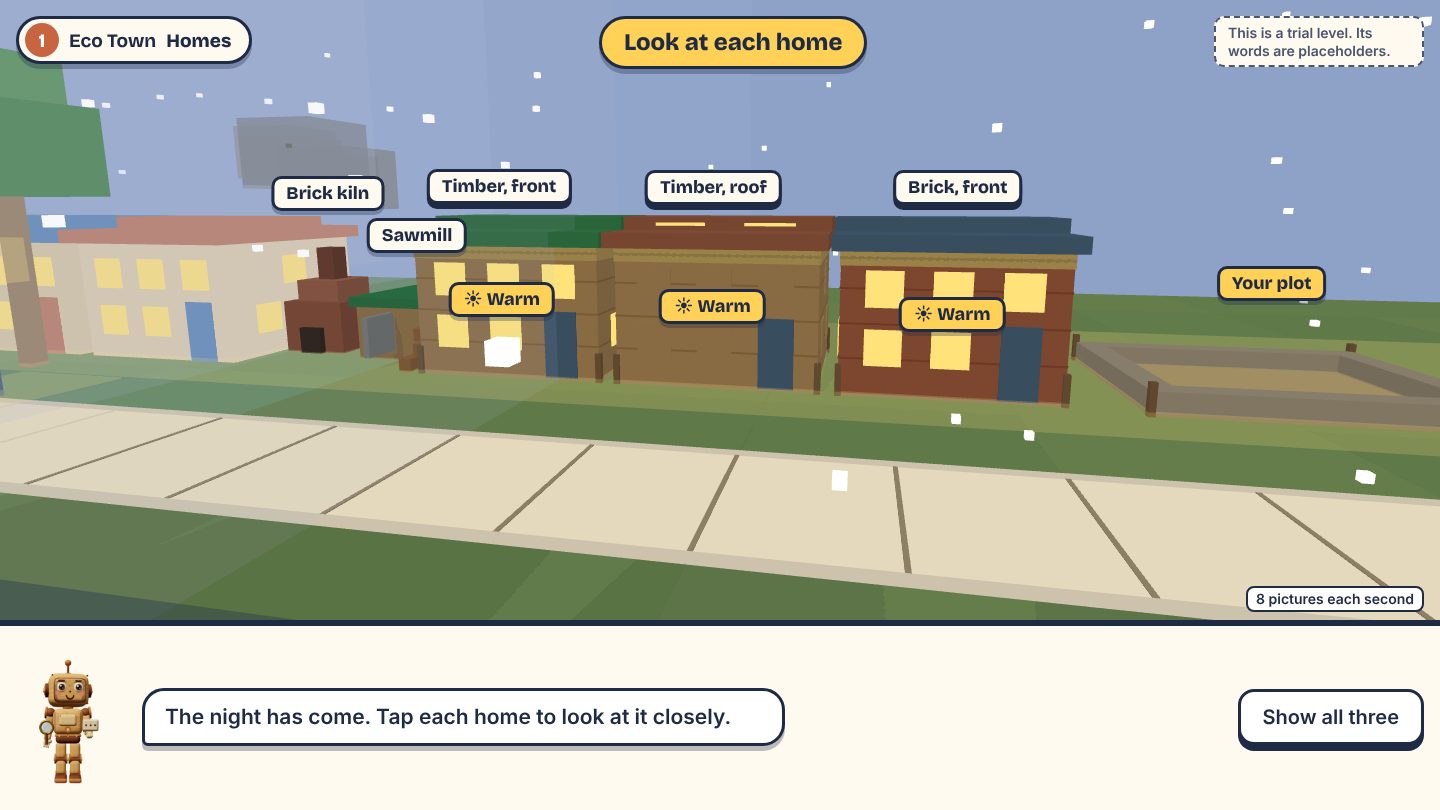 1 Eco Town Homes
Look at each home
This is a trial level. Its
words are placeholders.
Brick kiln
Timber, front
Timber, roof
Brick, front
Sawmill
Your plot
Warm
Warm
Warm
8 pictures each second
The night has come. Tap each home to look at it closely.
Show all three